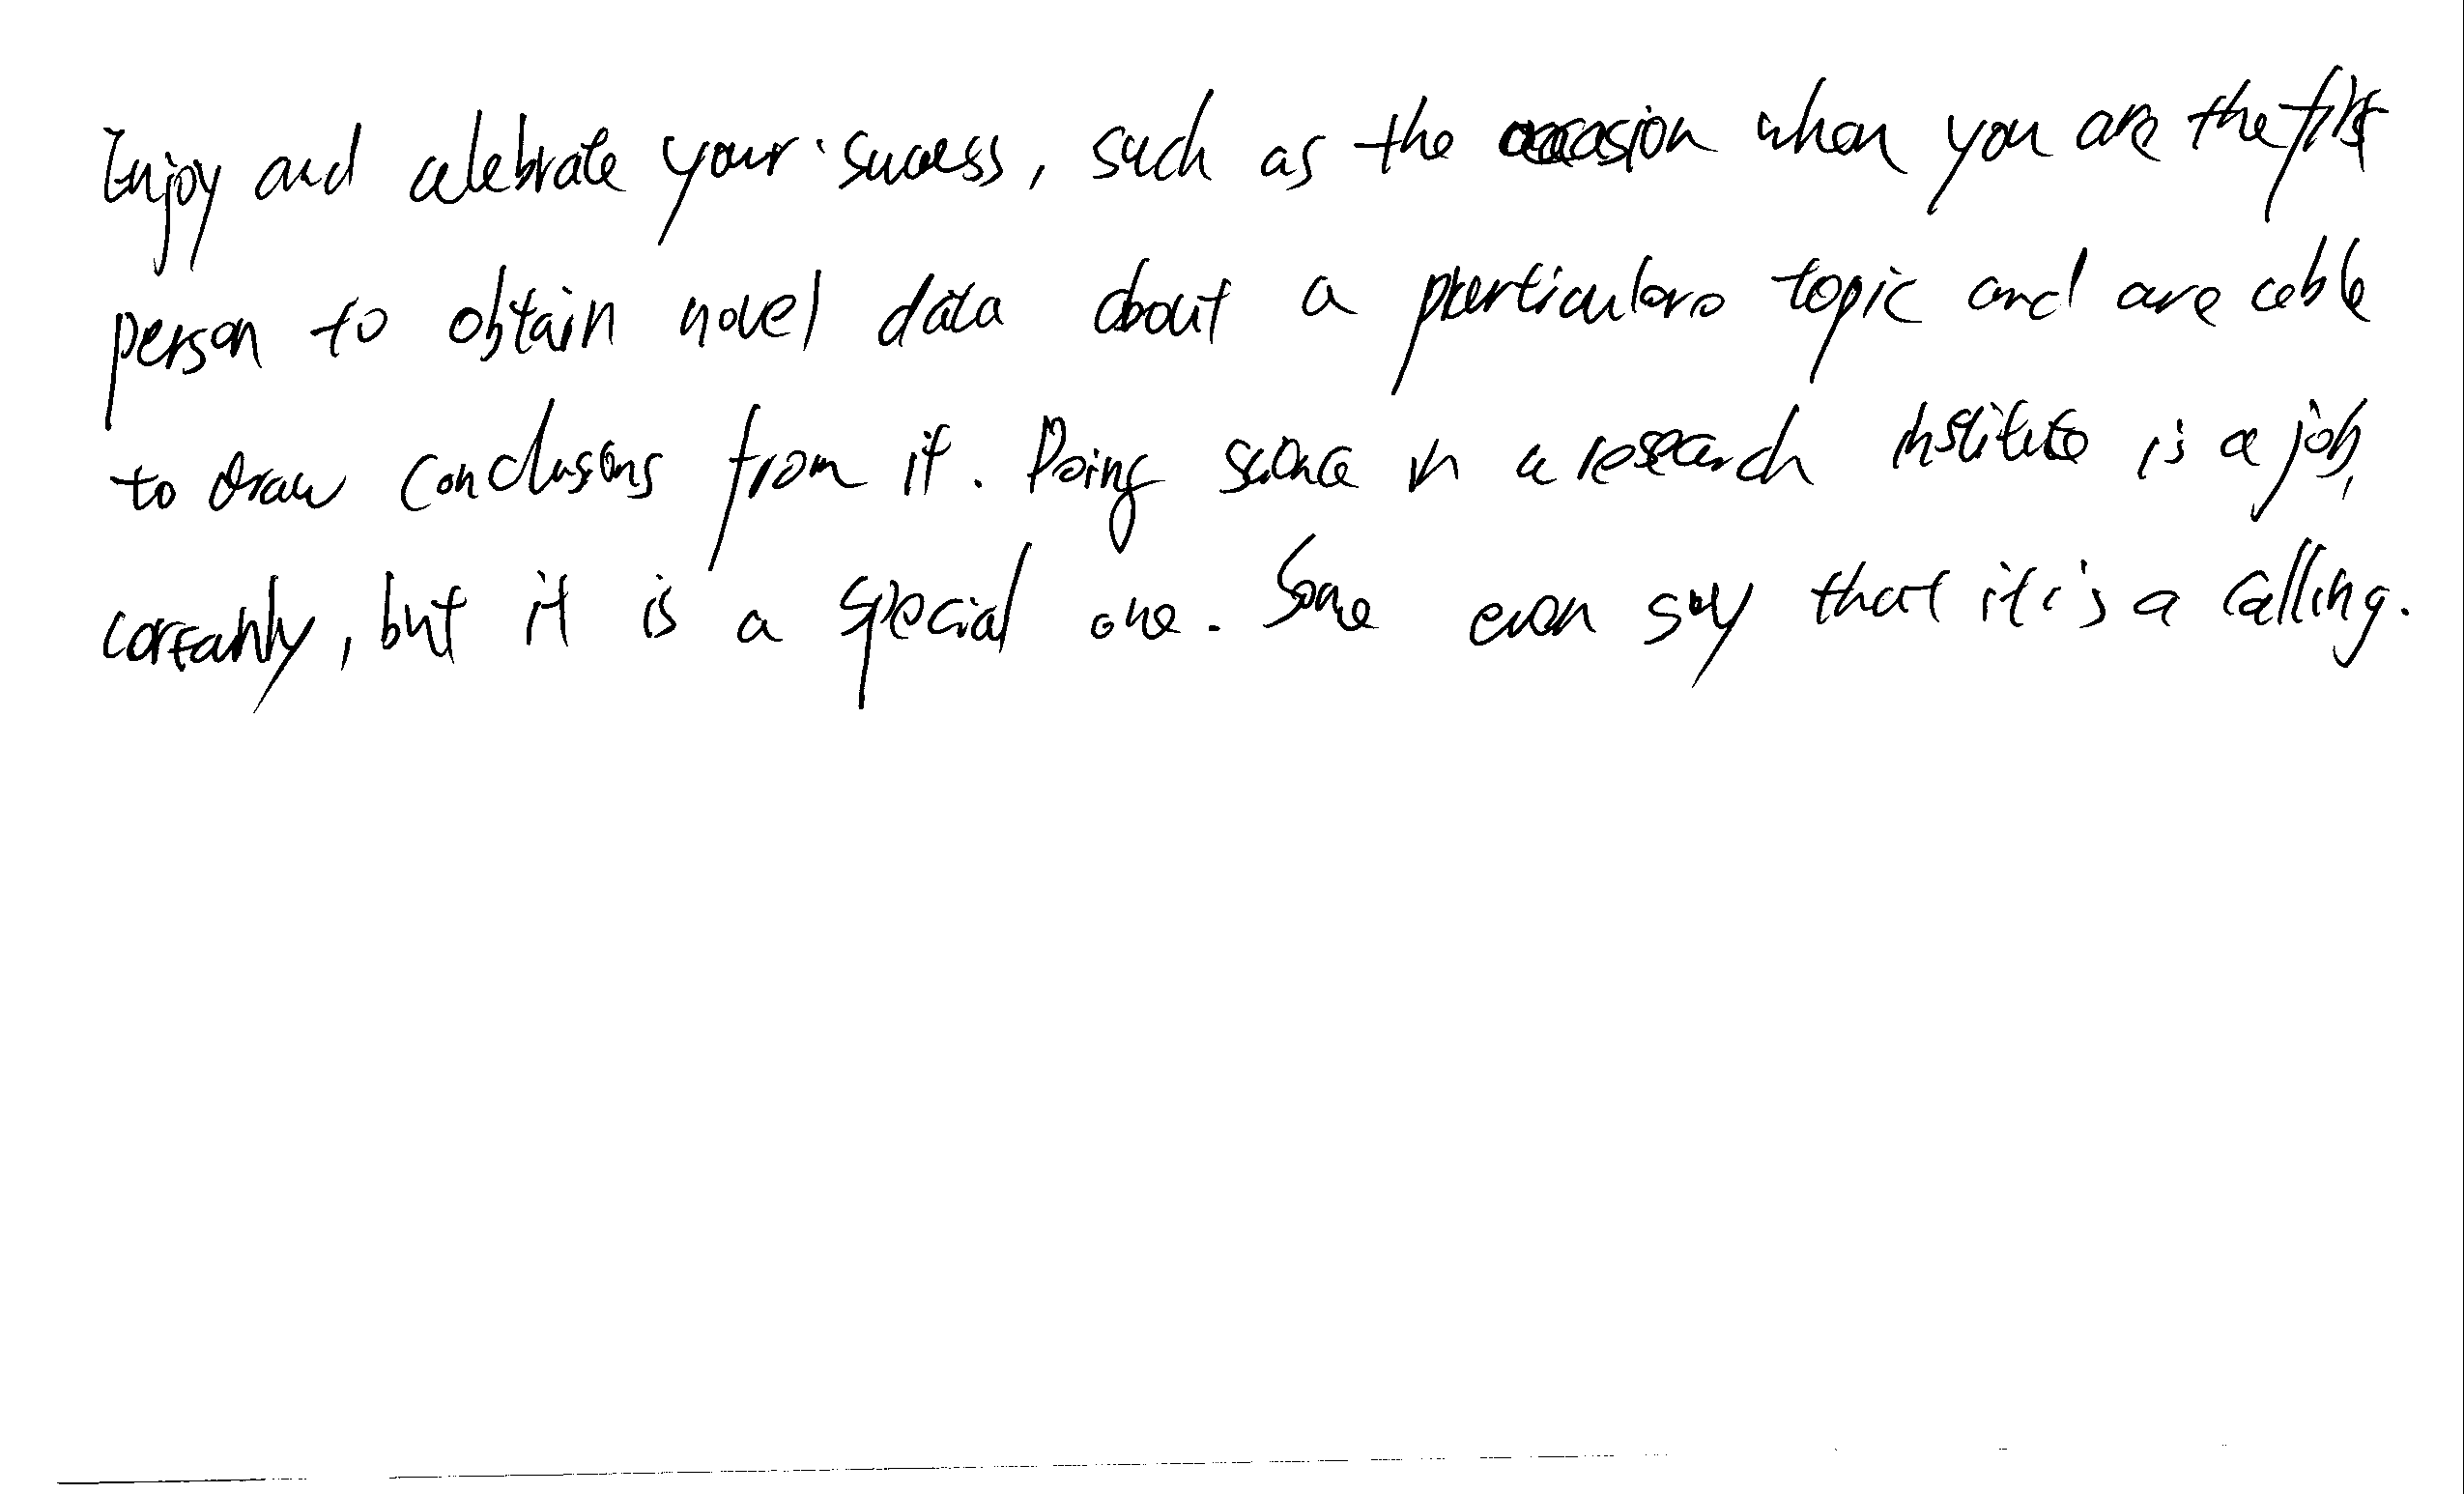 Enjoy and celebrate your success, such as the occasion when you are the first
person to obtain novel data about a particular topic and are able
to draw conclusions from it. Doing science in a research institute is a job,
certainly, but it is a special one. Some even say that it is a calling.